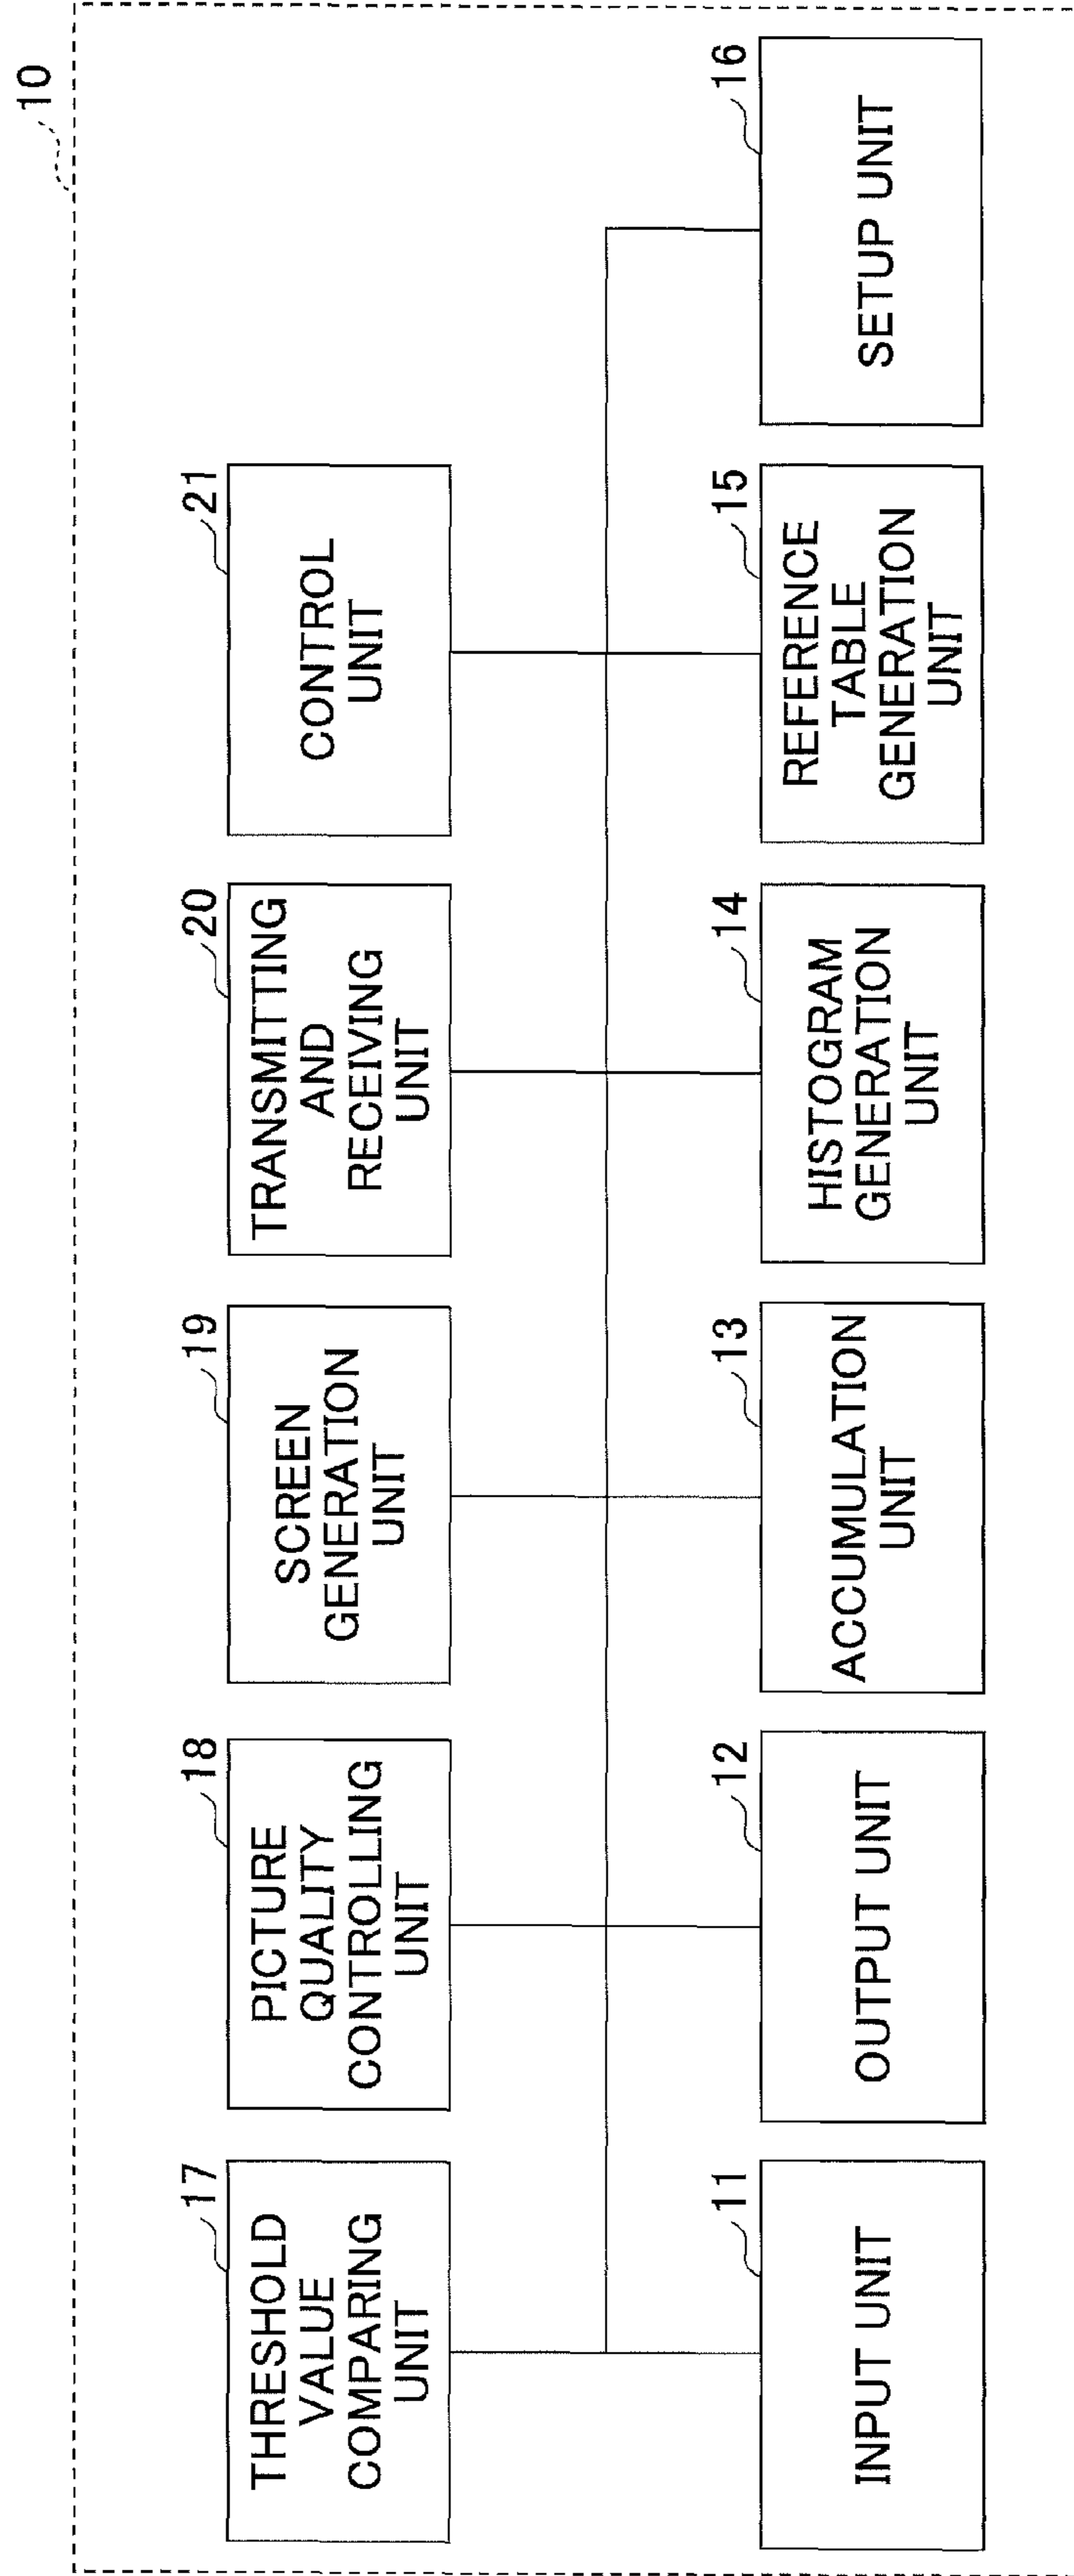 10
17
THRESHOLD
VALUE
COMPARING
UNIT
18
PICTURE
QUALITY
CONTROLLING
UNIT
19
SCREEN
GENERATION
UNIT
20
TRANSMITTING
AND
RECEIVING
UNIT
21
CONTROL
UNIT
11
INPUT UNIT
12
OUTPUT UNIT
13
ACCUMULATION
UNIT
14
HISTOGRAM
GENERATION
UNIT
15
REFERENCE
TABLE
GENERATION
UNIT
16
SETUP UNIT